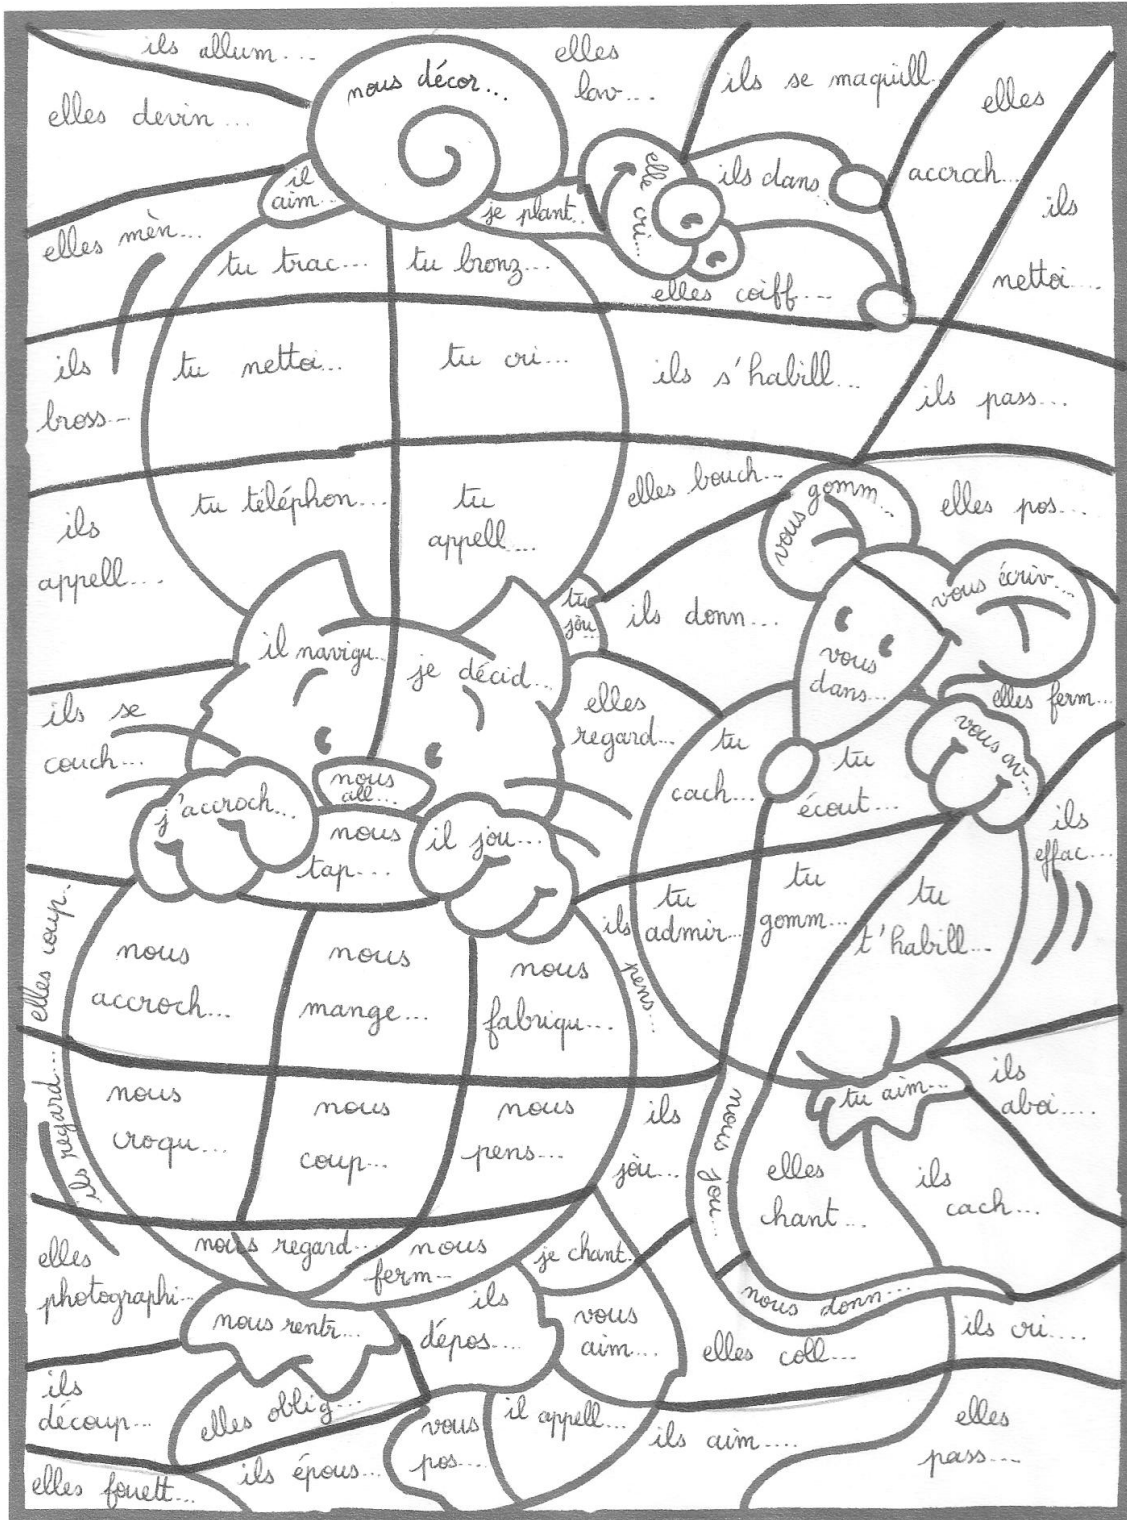 ils allum...
elles devin...
nous décor...
elles
lav...
ils se maquill...
elles
accroch...
ils
nettoi....
il
aim...
je plant...
elle cri...
ils dans...
elles mèn...
tu trac...
tu bronz...
elles coiff...
ils
bross...
tu nettoi...
tu cri...
ils s'habill...
ils pass...
ils
appell....
tu téléphon...
tu
appell....
elles bouch...
vous gomm...
elles pos...
tu
jou...
ils donn...
vous
dans...
vous écriv...
il navigu...
je décid...
ils se
couch...
elles
regard...
elles ferm...
tu
cach...
tu
écout...
vous av...
j'accroch...
nous
all...
nous
tap...
il jou...
ils
effac...
elles coup...
nous
accroch...
nous
mange...
nous
fabriqu...
ils
pens...
tu
admir...
tu
gomm...
tu
t'habill...
ils regard...
nous
croqu...
nous
coup...
nous
pens...
ils
jou...
nous jou...
tu aim...
ils
aboi....
elles
chant...
ils
cach...
elles
photographi...
nous regard...
nous
ferm...
je chant...
nous rentr...
ils
dépos...
vous
aim...
nous donn...
elles coll...
ils cri....
ils
découp...
elles oblig...
vous
pos...
il appell...
ils aim....
elles
pass...
elles fouett...
ils épous...